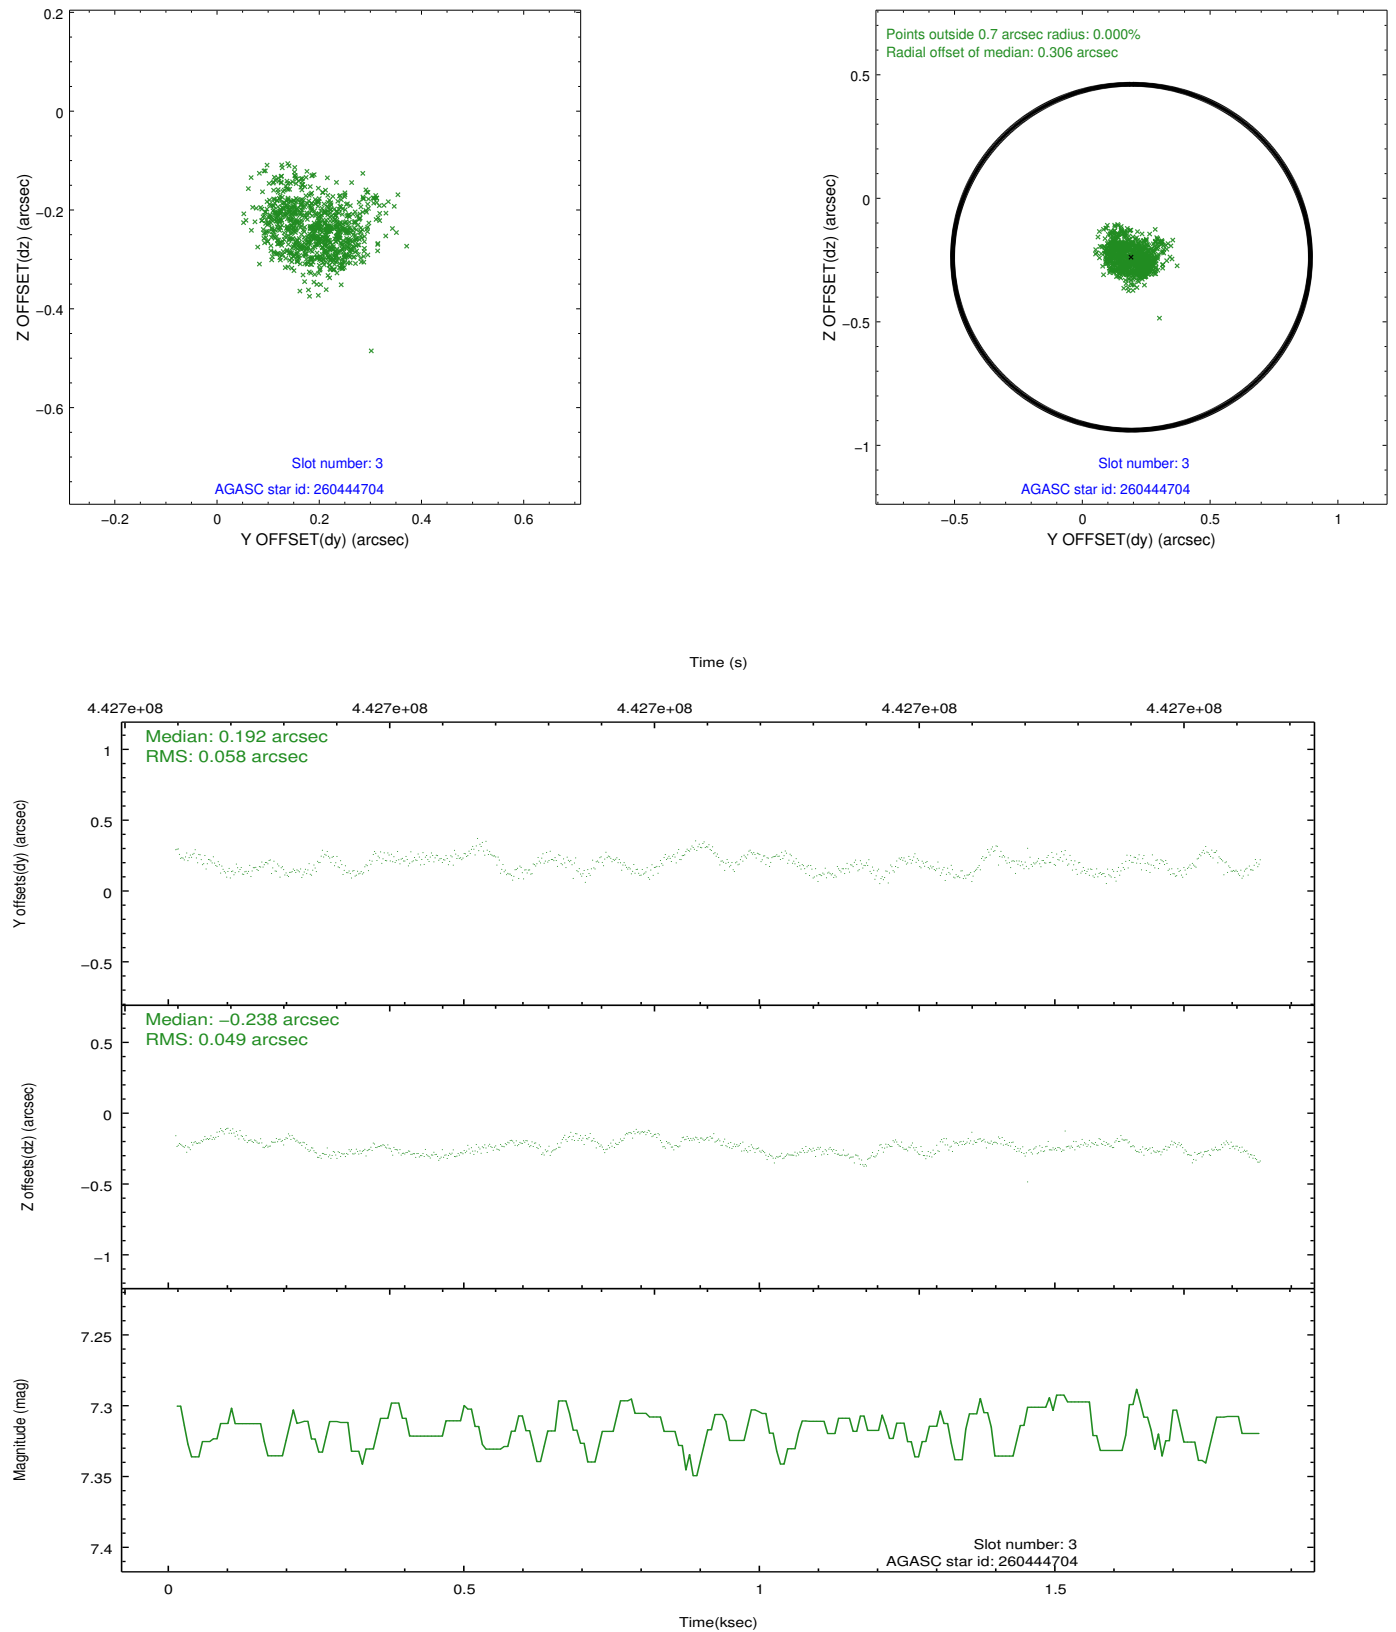 0.2
0
−0.2
−0.4
−0.6
Z OFFSET(dz) (arcsec)
Slot number: 3
AGASC star id: 260444704
−0.2 0 0.2 0.4 0.6
Y OFFSET(dy) (arcsec)
Points outside 0.7 arcsec radius: 0.000%
Radial offset of median: 0.306 arcsec
0.5
0
−0.5
−1
Z OFFSET(dz) (arcsec)
Slot number: 3
AGASC star id: 260444704
−0.5 0 0.5 1
Y OFFSET(dy) (arcsec)
Time (s)
4.427e+08 4.427e+08 4.427e+08 4.427e+08 4.427e+08
Median: 0.192 arcsec
RMS: 0.058 arcsec
1
0.5
0
−0.5
Y offsets(dy) (arcsec)
Median: −0.238 arcsec
RMS: 0.049 arcsec
0.5
0
−0.5
−1
Z offsets(dz) (arcsec)
7.25
7.3
7.35
7.4
Magnitude (mag)
Slot number: 3
AGASC star id: 260444704
0 0.5 1 1.5
Time(ksec)